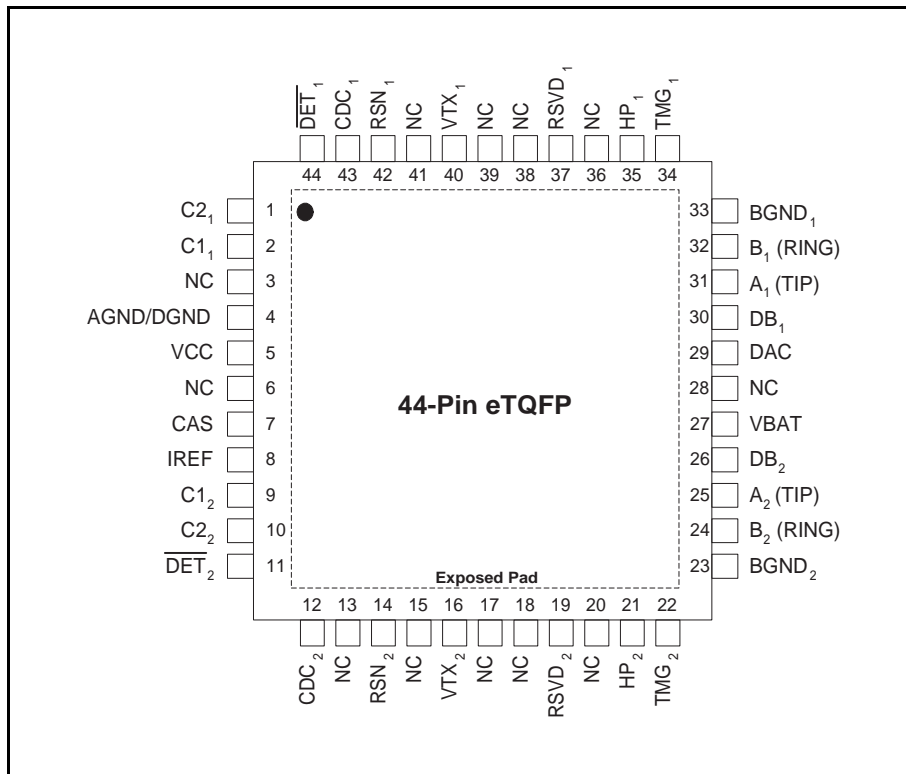 DET₁ CDC₁ RSN₁ NC VTX₁ NC NC RSVD₁ NC HP₁ TMG₁
44 43 42 41 40 39 38 37 36 35 34
C2₁ 1 33 BGND₁
C1₁ 2 32 B₁ (RING)
NC 3 31 A₁ (TIP)
AGND/DGND 4 30 DB₁
VCC 5 29 DAC
NC 6 28 NC
44-Pin eTQFP
CAS 7 27 VBAT
IREF 8 26 DB₂
C1₂ 9 25 A₂ (TIP)
C2₂ 10 24 B₂ (RING)
DET₂ 11 23 BGND₂
Exposed Pad
12 13 14 15 16 17 18 19 20 21 22
CDC₂ NC RSN₂ NC VTX₂ NC NC RSVD₂ NC HP₂ TMG₂